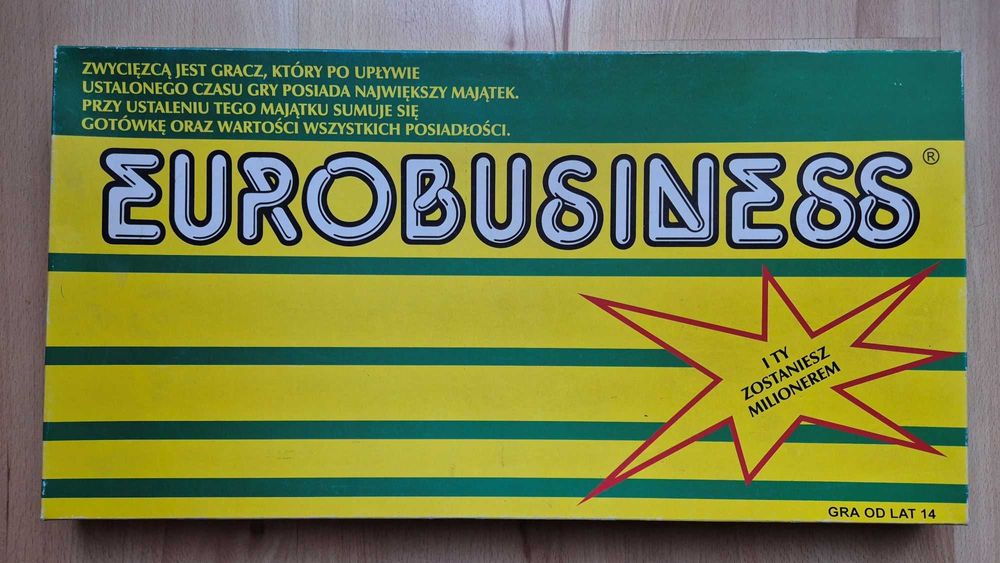 ZWYCIĘZCĄ JEST GRACZ, KTÓRY PO UPŁYWIE
USTALONEGO CZASU GRY POSIADA NAJWIĘKSZY MAJĄTEK.
PRZY USTALENIU TEGO MAJĄTKU SUMUJE SIĘ
GOTÓWKĘ ORAZ WARTOŚCI WSZYSTKICH POSIADŁOŚCI.
EUROBUSINESS ®
I TY
ZOSTANIESZ
MILIONEREM
GRA OD LAT 14